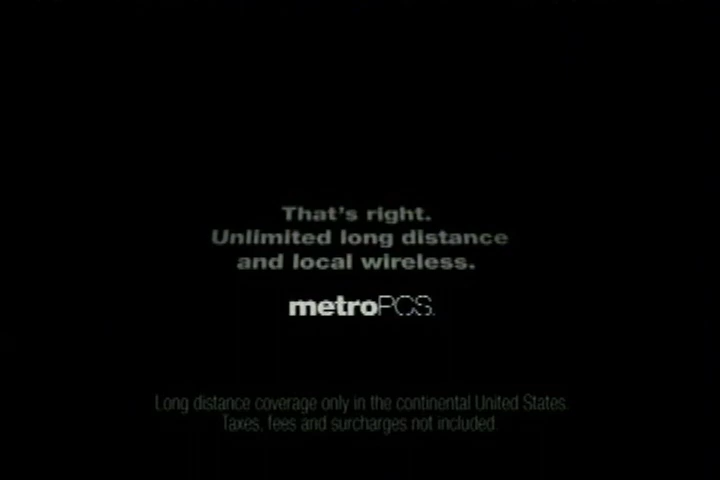 That's right.
Unlimited long distance
and local wireless.
metroPCS.
Long distance coverage only in the continental United States.
Taxes, fees and surcharges not included.